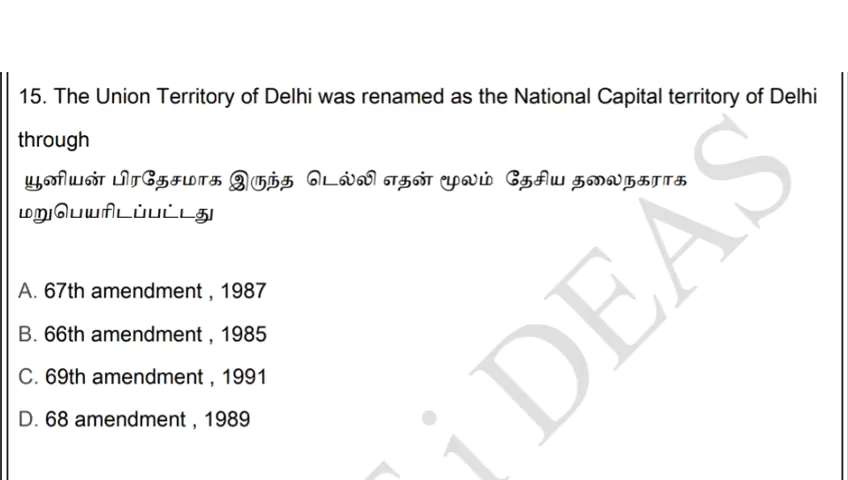 15. The Union Territory of Delhi was renamed as the National Capital territory of Delhi
through
யூனியன் பிரதேசமாக இருந்த டெல்லி எதன் மூலம் தேசிய தலைநகராக
மறுபெயரிடப்பட்டது
A. 67th amendment , 1987
B. 66th amendment , 1985
C. 69th amendment , 1991
D. 68 amendment , 1989
i DEAS